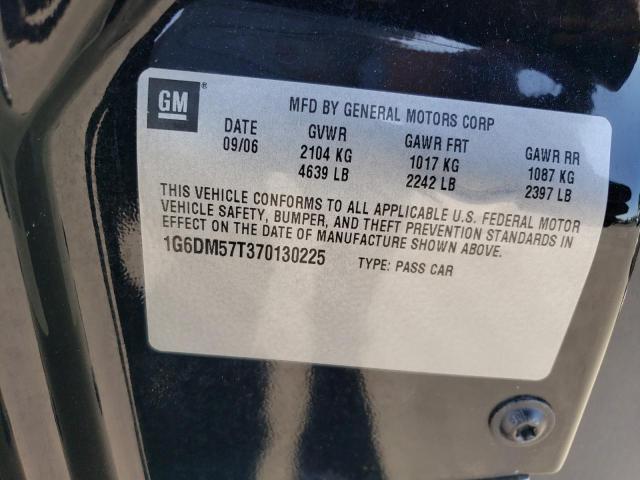 GM®
MFD BY GENERAL MOTORS CORP
DATE GVWR GAWR FRT GAWR RR
09/06 2104 KG 1017 KG 1087 KG
4639 LB 2242 LB 2397 LB
THIS VEHICLE CONFORMS TO ALL APPLICABLE U.S. FEDERAL MOTOR
VEHICLE SAFETY, BUMPER, AND THEFT PREVENTION STANDARDS IN
EFFECT ON THE DATE OF MANUFACTURE SHOWN ABOVE.
1G6DM57T370130225 TYPE: PASS CAR